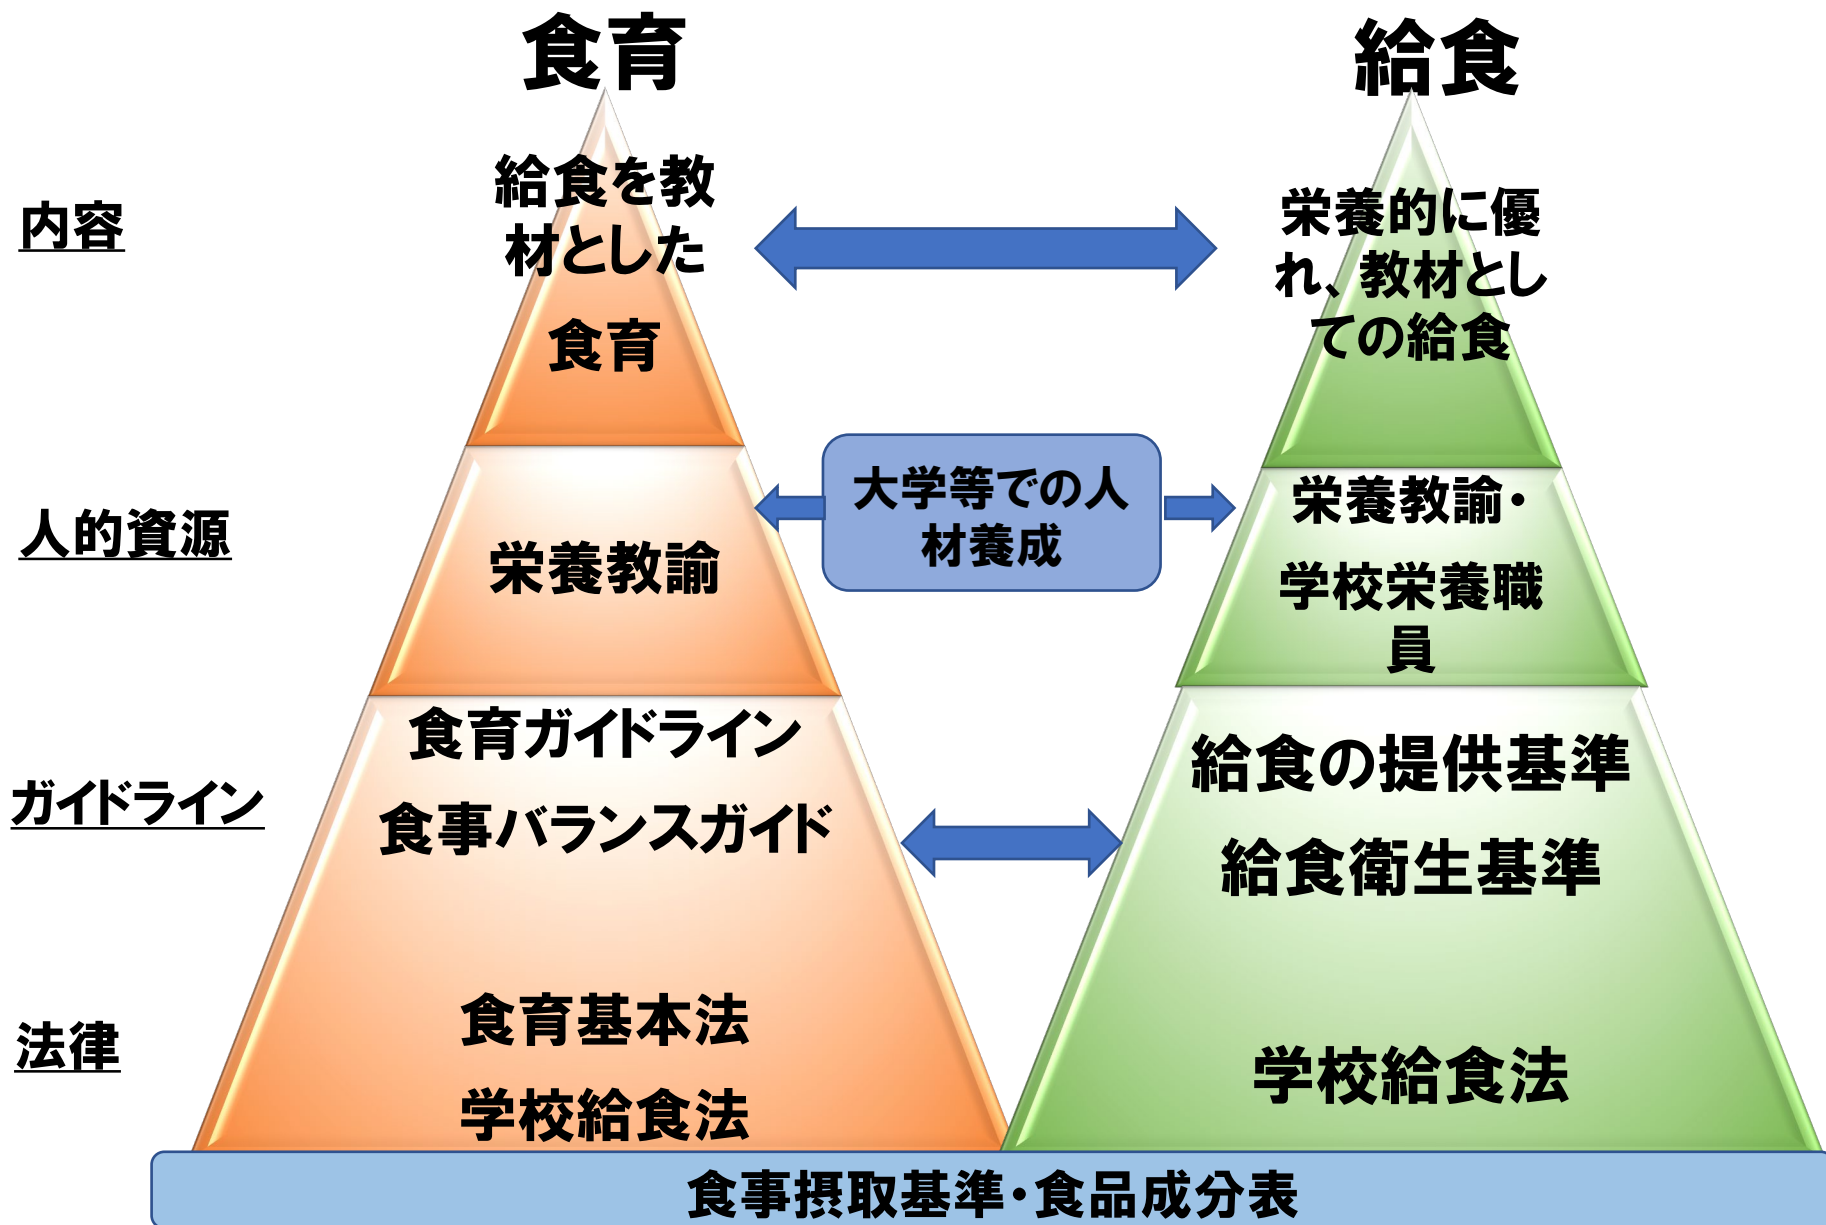 食育
給食
内容
給食を教
材とした
食育
栄養的に優
れ、教材とし
ての給食
人的資源
栄養教諭
大学等での人
材養成
栄養教諭・
学校栄養職
員
ガイドライン
食育ガイドライン
食事バランスガイド
給食の提供基準
給食衛生基準
法律
食育基本法
学校給食法
学校給食法
食事摂取基準・食品成分表